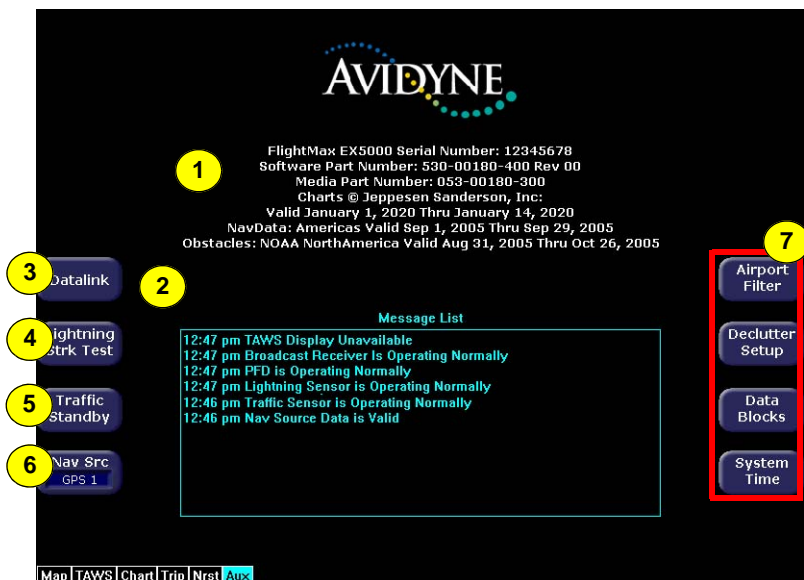 AVIDYNE
FlightMax EX5000 Serial Number: 12345678
Software Part Number: 530-00180-400 Rev 00
Media Part Number: 053-00180-300
Charts © Jeppesen Sanderson, Inc:
Valid January 1, 2020 Thru January 14, 2020
NavData: Americas Valid Sep 1, 2005 Thru Sep 29, 2005
Obstacles: NOAA NorthAmerica Valid Aug 31, 2005 Thru Oct 26, 2005
1
2
3
Datalink
4
Lightning
Strk Test
5
Traffic
Standby
6
Nav Src
GPS 1
Message List
12:47 pm TAWS Display Unavailable
12:47 pm Broadcast Receiver Is Operating Normally
12:47 pm PFD is Operating Normally
12:47 pm Lightning Sensor is Operating Normally
12:46 pm Traffic Sensor is Operating Normally
12:46 pm Nav Source Data is Valid
7
Airport
Filter
Declutter
Setup
Data
Blocks
System
Time
Map TAWS Chart Trip Nrst Aux